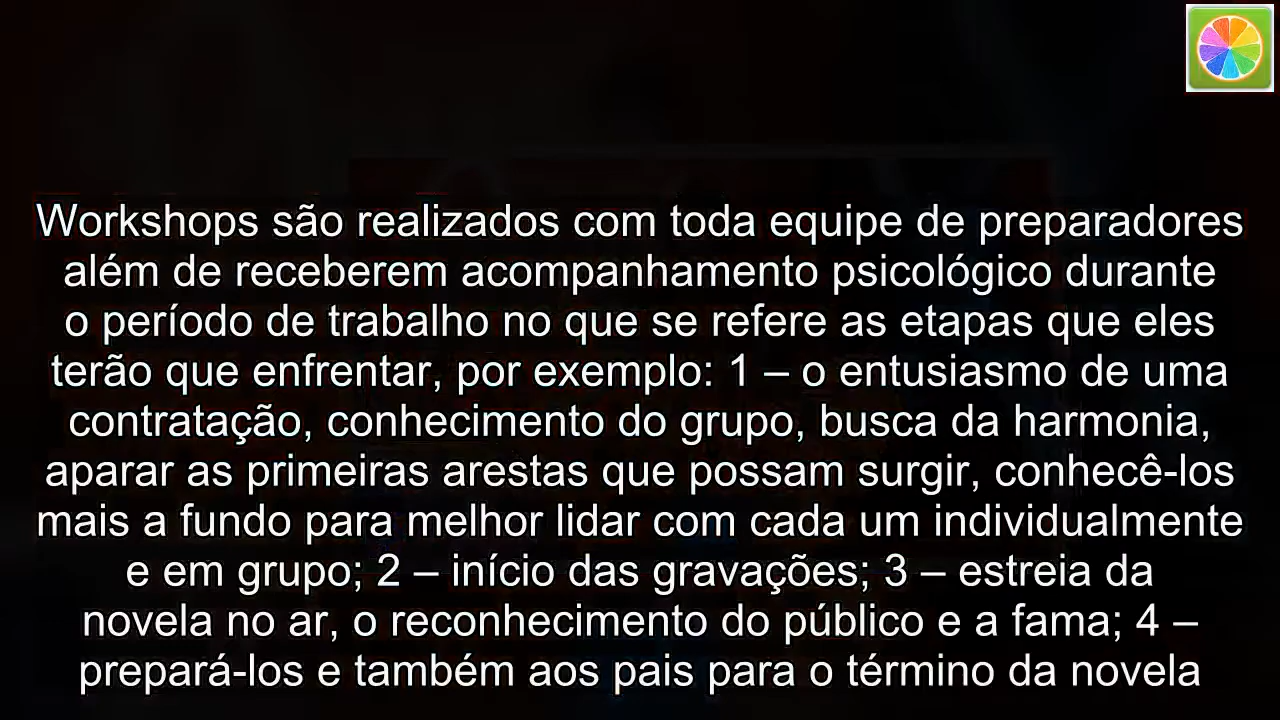 Workshops são realizados com toda equipe de preparadores
além de receberem acompanhamento psicológico durante
o período de trabalho no que se refere as etapas que eles
terão que enfrentar, por exemplo: 1 – o entusiasmo de uma
contratação, conhecimento do grupo, busca da harmonia,
aparar as primeiras arestas que possam surgir, conhecê-los
mais a fundo para melhor lidar com cada um individualmente
e em grupo; 2 – início das gravações; 3 – estreia da
novela no ar, o reconhecimento do público e a fama; 4 –
prepará-los e também aos pais para o término da novela